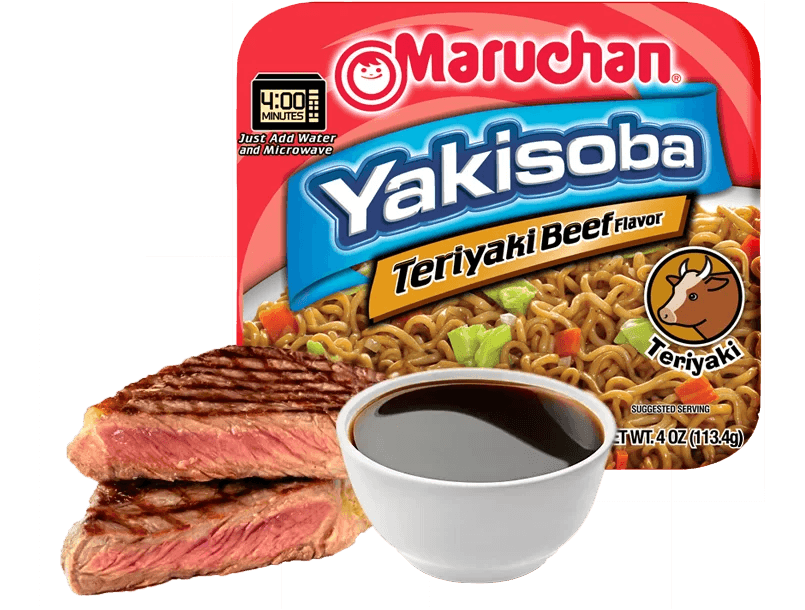 Maruchan®
4:00
MINUTES
Just Add Water
and Microwave
Yakisoba
Teriyaki Beef Flavor
Teriyaki
SUGGESTED SERVING
WT. 4 OZ (113.4g)